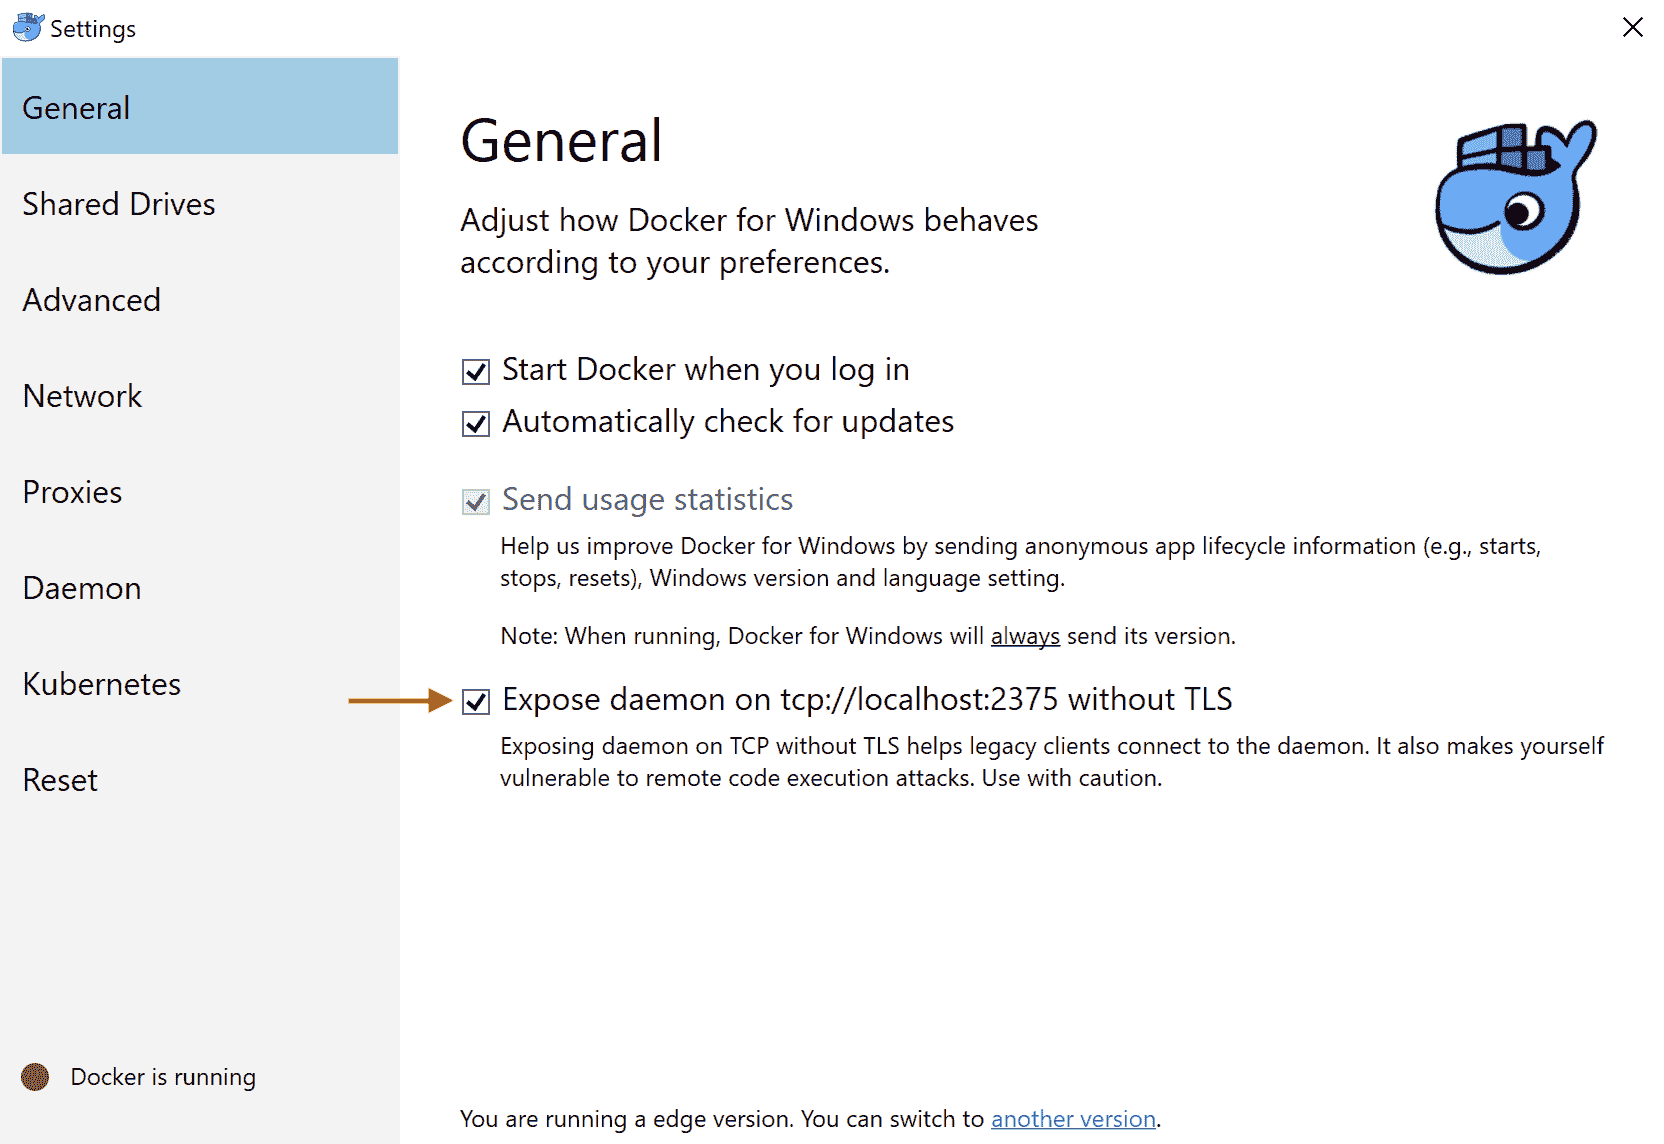 Settings
General
Shared Drives
Advanced
Network
Proxies
Daemon
Kubernetes
Reset
Docker is running
General
Adjust how Docker for Windows behaves
according to your preferences.
Start Docker when you log in
Automatically check for updates
Send usage statistics
Help us improve Docker for Windows by sending anonymous app lifecycle information (e.g., starts,
stops, resets), Windows version and language setting.
Note: When running, Docker for Windows will always send its version.
Expose daemon on tcp://localhost:2375 without TLS
Exposing daemon on TCP without TLS helps legacy clients connect to the daemon. It also makes yourself
vulnerable to remote code execution attacks. Use with caution.
You are running a edge version. You can switch to another version.